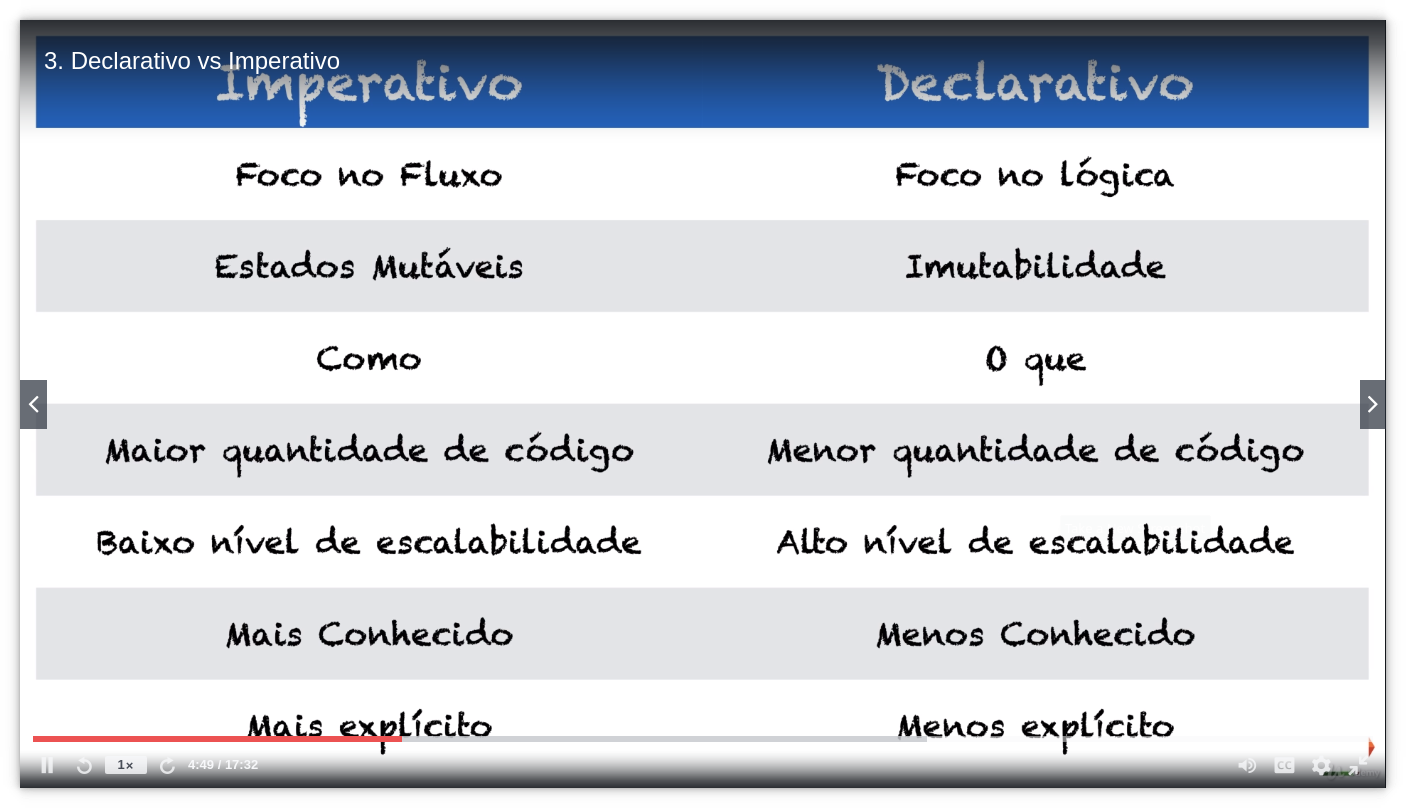 3. Declarativo vs Imperativo
Imperativo Declarativo
Foco no Fluxo Foco no lógica
Estados Mutáveis Imutabilidade
Como O que
Maior quantidade de código Menor quantidade de código
Baixo nível de escalabilidade Alto nível de escalabilidade
Mais Conhecido Menos Conhecido
Mais explícito Menos explícito
1× 4:49 / 17:32 CC